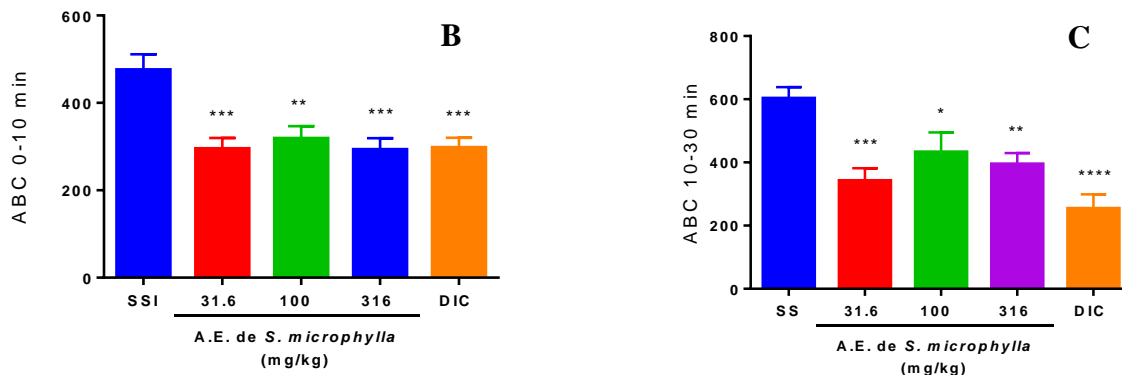 B
ABC 0-10 min
600
400
200
0
***
**
***
***
SSI 31.6 100 316 DIC
A.E. de S. microphylla
(mg/kg)
C
ABC 10-30 min
800
600
400
200
0
***
*
**
****
SS 31.6 100 316 DIC
A.E. de S. microphylla
(mg/kg)